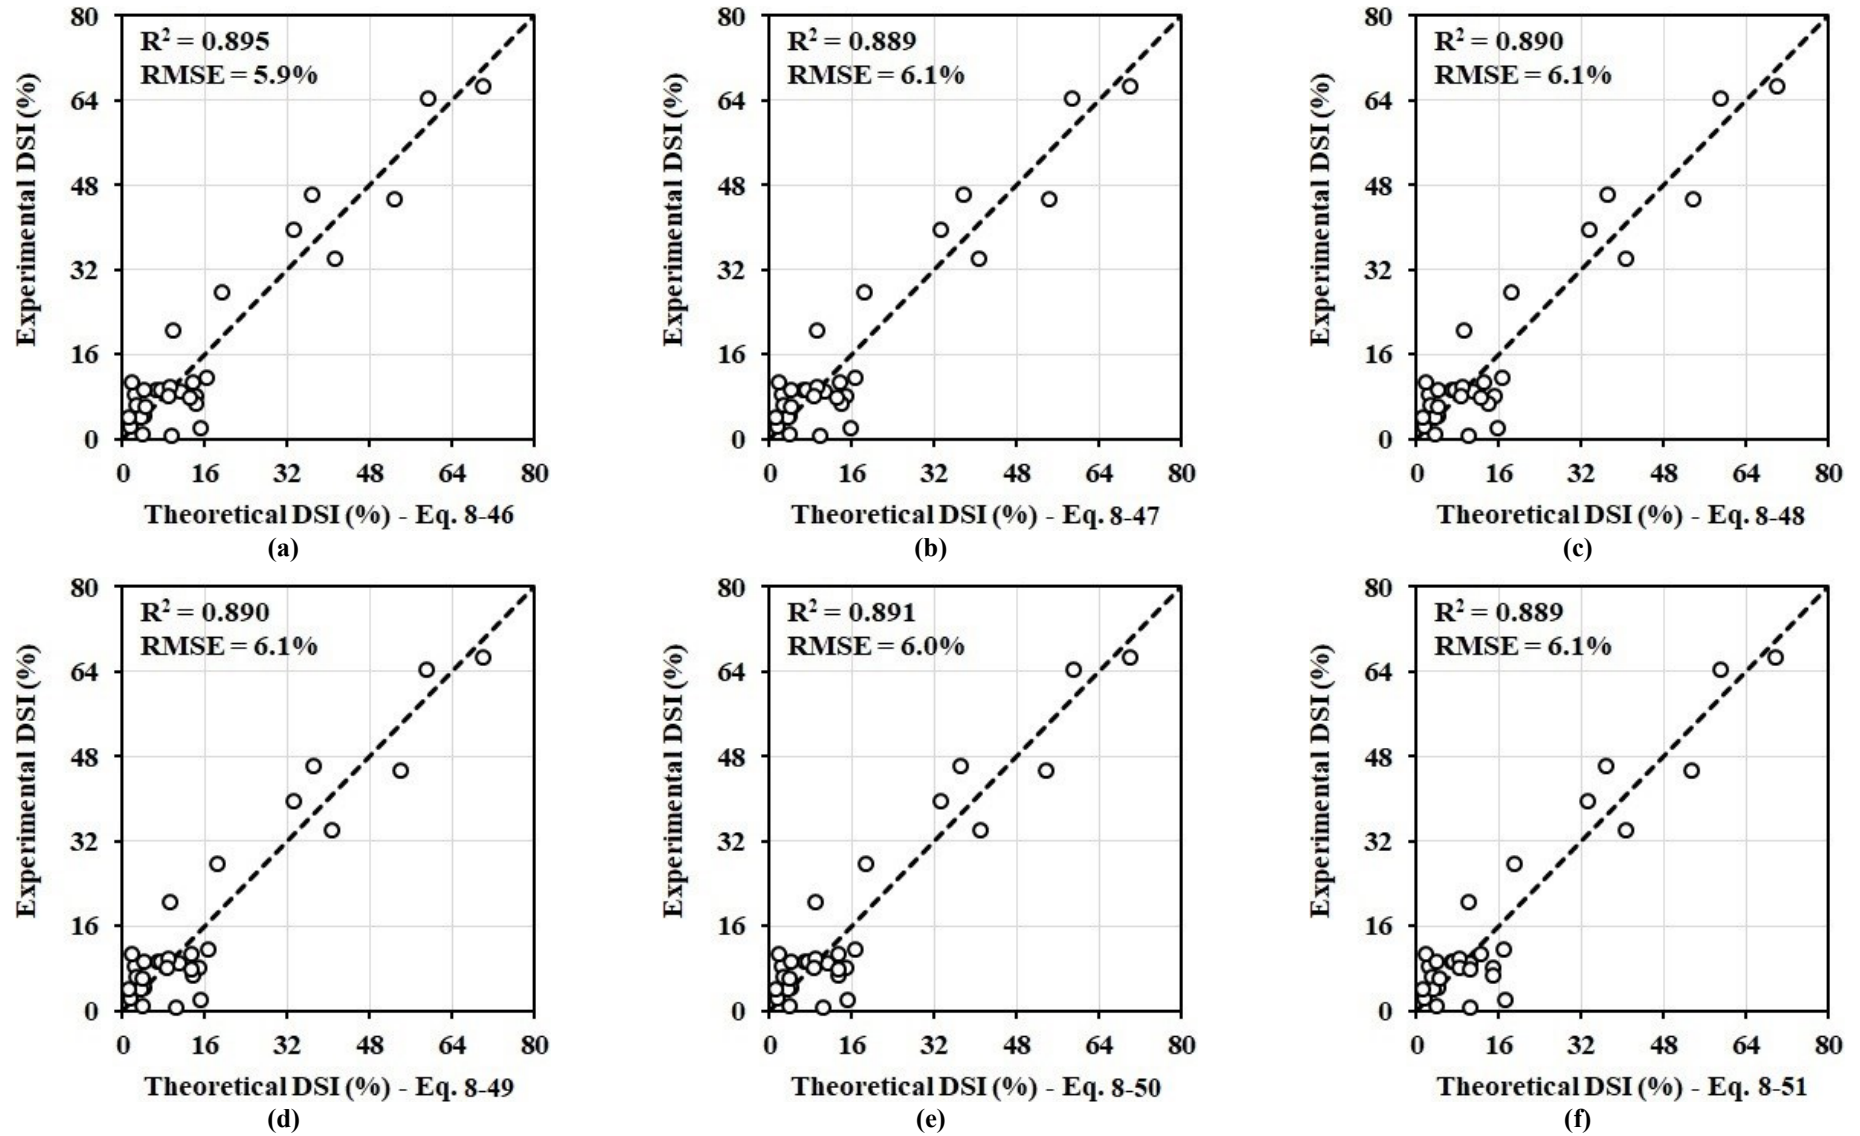 R² = 0.895
RMSE = 5.9%
Experimental DSI (%)
80
64
48
32
16
0
0 16 32 48 64 80
Theoretical DSI (%) - Eq. 8-46
(a)
R² = 0.889
RMSE = 6.1%
Experimental DSI (%)
80
64
48
32
16
0
0 16 32 48 64 80
Theoretical DSI (%) - Eq. 8-47
(b)
R² = 0.890
RMSE = 6.1%
Experimental DSI (%)
80
64
48
32
16
0
0 16 32 48 64 80
Theoretical DSI (%) - Eq. 8-48
(c)
R² = 0.890
RMSE = 6.1%
Experimental DSI (%)
80
64
48
32
16
0
0 16 32 48 64 80
Theoretical DSI (%) - Eq. 8-49
(d)
R² = 0.891
RMSE = 6.0%
Experimental DSI (%)
80
64
48
32
16
0
0 16 32 48 64 80
Theoretical DSI (%) - Eq. 8-50
(e)
R² = 0.889
RMSE = 6.1%
Experimental DSI (%)
80
64
48
32
16
0
0 16 32 48 64 80
Theoretical DSI (%) - Eq. 8-51
(f)